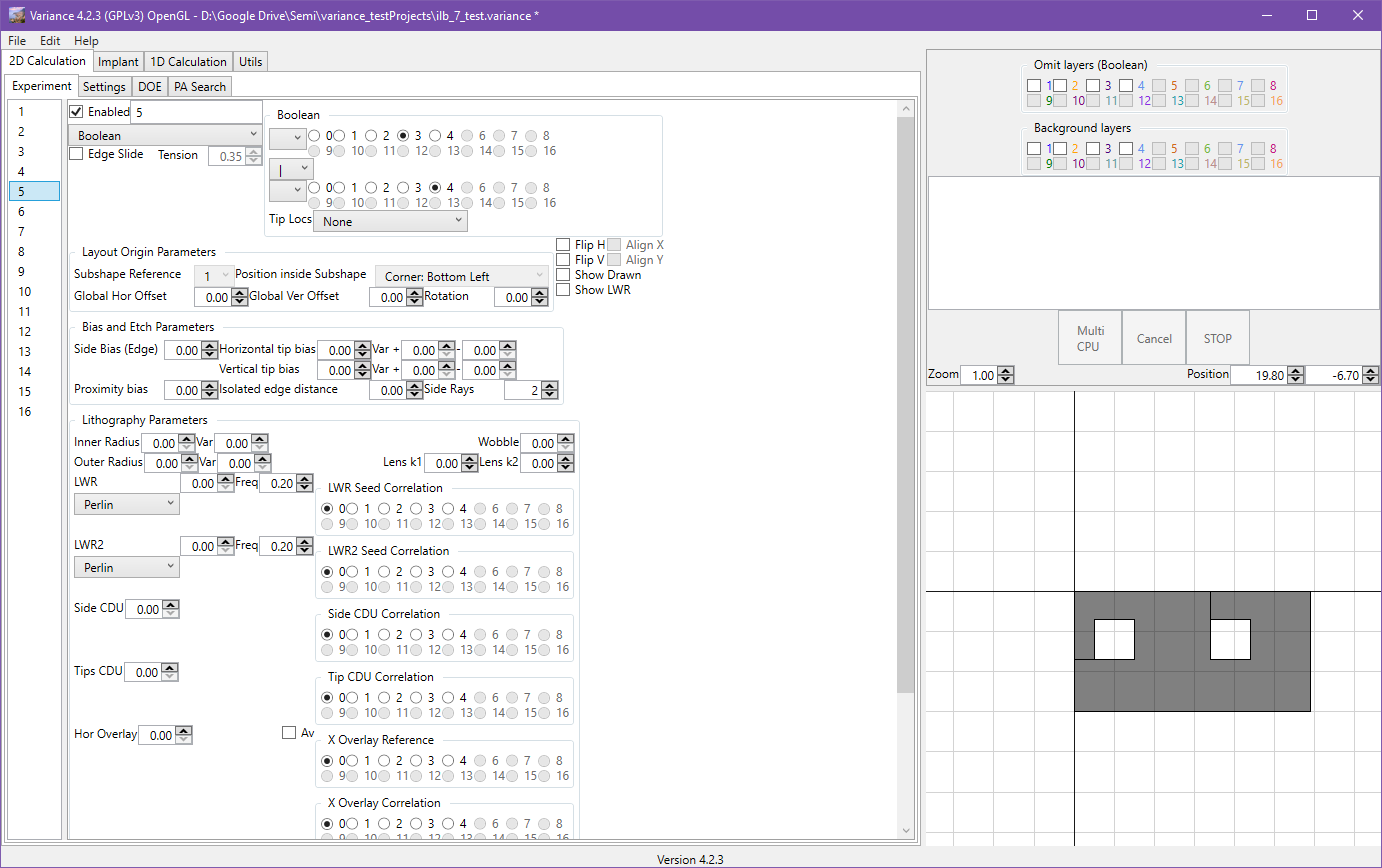 Variance 4.2.3 (GPLv3) OpenGL - D:\Google Drive\Semi\variance_testProjects\ilb_7_test.variance *
File Edit Help
2D Calculation Implant 1D Calculation Utils
Experiment Settings DOE PA Search
1
2
3
4
5
6
7
8
9
10
11
12
13
14
15
16
Enabled 5
Boolean
Edge Slide Tension 0.35
Boolean
0 1 2 3 4 6 7 8
9 10 11 12 13 14 15 16
|
0 1 2 3 4 6 7 8
9 10 11 12 13 14 15 16
Tip Locs None
Layout Origin Parameters
Subshape Reference 1 Position inside Subshape Corner: Bottom Left
Global Hor Offset 0.00 Global Ver Offset 0.00 Rotation 0.00
Flip H Align X
Flip V Align Y
Show Drawn
Show LWR
Bias and Etch Parameters
Side Bias (Edge) 0.00 Horizontal tip bias 0.00 Var + 0.00 - 0.00
Vertical tip bias 0.00 Var + 0.00 - 0.00
Proximity bias 0.00 Isolated edge distance 0.00 Side Rays 2
Lithography Parameters
Inner Radius 0.00 Var 0.00 Wobble 0.00
Outer Radius 0.00 Var 0.00 Lens k1 0.00 Lens k2 0.00
LWR 0.00 Freq 0.20
Perlin
LWR Seed Correlation
0 1 2 3 4 6 7 8
9 10 11 12 13 14 15 16
LWR2 0.00 Freq 0.20
Perlin
LWR2 Seed Correlation
0 1 2 3 4 6 7 8
9 10 11 12 13 14 15 16
Side CDU 0.00
Side CDU Correlation
0 1 2 3 4 6 7 8
9 10 11 12 13 14 15 16
Tips CDU 0.00
Tip CDU Correlation
0 1 2 3 4 6 7 8
9 10 11 12 13 14 15 16
Hor Overlay 0.00 Av
X Overlay Reference
0 1 2 3 4 6 7 8
9 10 11 12 13 14 15 16
X Overlay Correlation
0 1 2 3 4 6 7 8
9 10 11 12 13 14 15 16
Omit layers (Boolean)
1 2 3 4 5 6 7 8
9 10 11 12 13 14 15 16
Background layers
1 2 3 4 5 6 7 8
9 10 11 12 13 14 15 16
Multi
CPU
Cancel
STOP
Zoom 1.00 Position 19.80 -6.70
Version 4.2.3